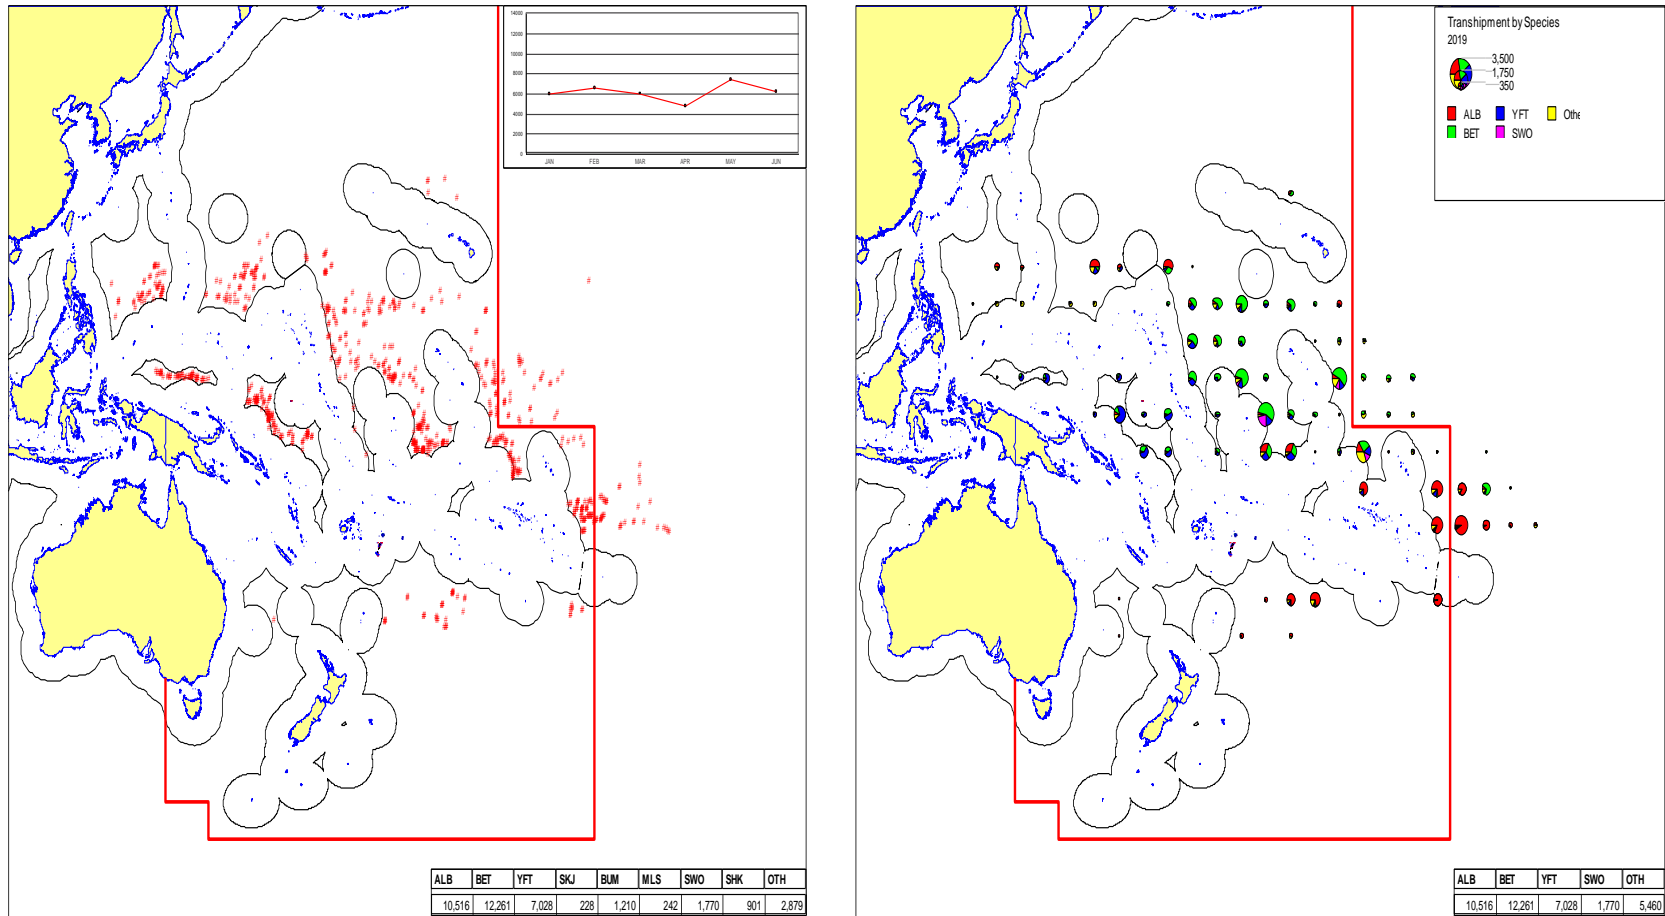 14000
12000
10000
8000
6000
4000
2000
0
JAN FEB MAR APR MAY JUN
ALB BET YFT SKJ BUM MLS SWO SHK OTH
10,516 12,261 7,028 228 1,210 242 1,770 901 2,879
Transhipment by Species
2019
3,500
1,750
350
ALB YFT Othe
BET SWO
ALB BET YFT SWO OTH
10,516 12,261 7,028 1,770 5,460